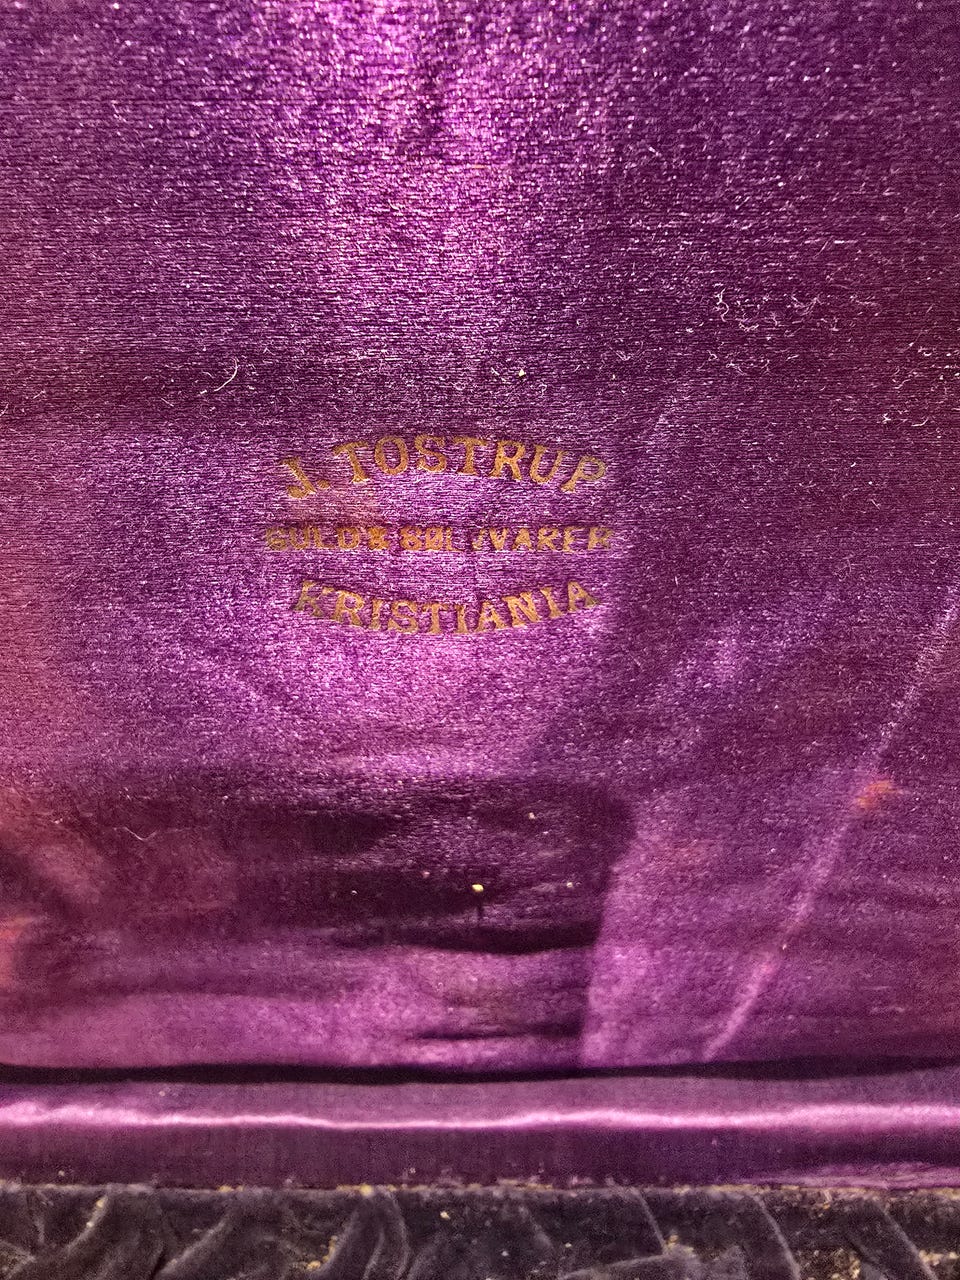 J. TOSTRUP
GULD & SØLVVARER
KRISTIANIA